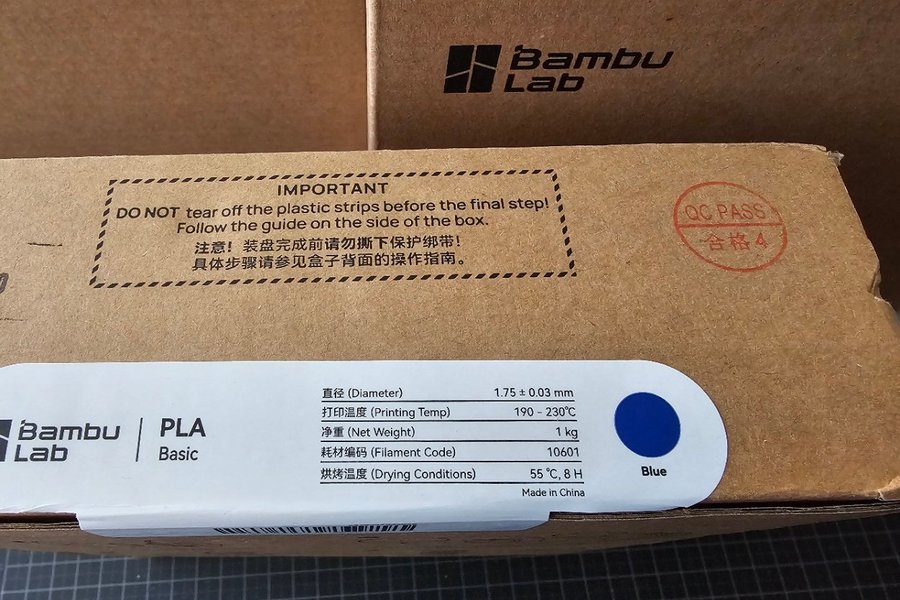 Bambu
Lab
IMPORTANT
DO NOT tear off the plastic strips before the final step!
Follow the guide on the side of the box.
注意！装盘完成前请勿撕下保护绑带！
具体步骤请参见盒子背面的操作指南。
QC PASS
合格 4
Bambu
Lab
PLA
Basic
直径 (Diameter) 1.75 ± 0.03 mm
打印温度 (Printing Temp) 190 - 230℃
净重 (Net Weight) 1 kg
耗材编码 (Filament Code) 10601
烘烤温度 (Drying Conditions) 55 ℃, 8 H
Made in China
Blue